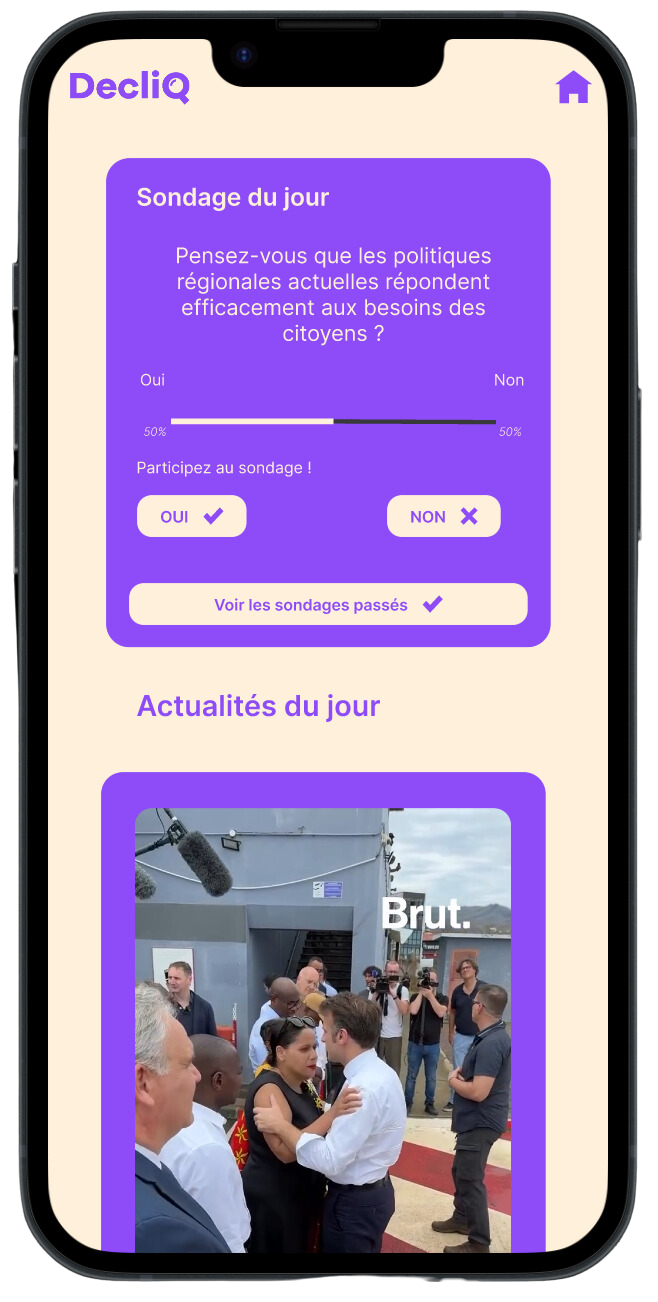 DecliQ
Sondage du jour
Pensez-vous que les politiques
régionales actuelles répondent
efficacement aux besoins des
citoyens ?
Oui
Non
50%
50%
Participez au sondage !
OUI
NON
Voir les sondages passés
Actualités du jour
Brut.